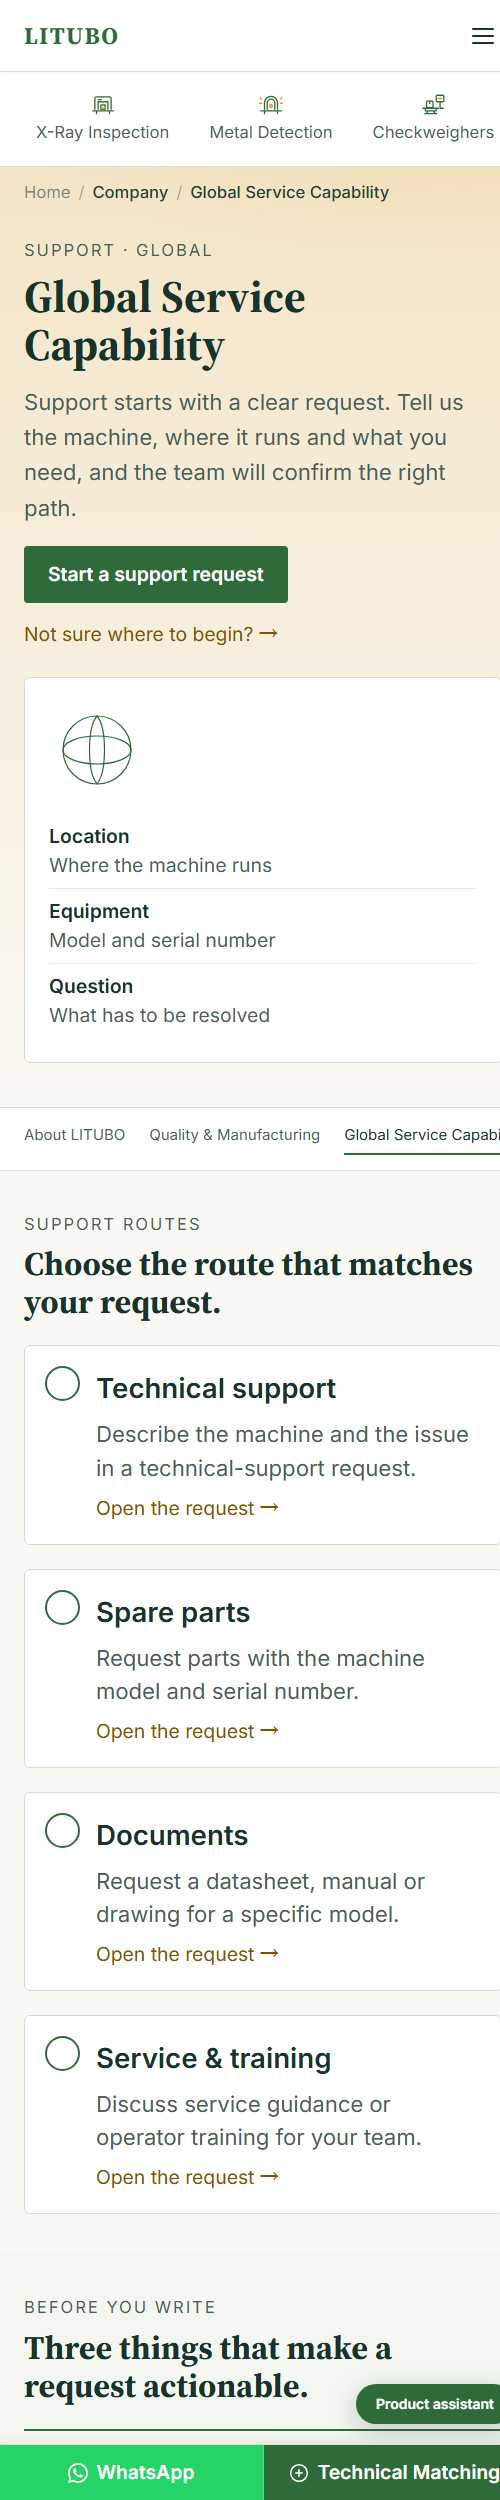 LITUBO
X-Ray Inspection
Metal Detection
Checkweighers
Home / Company / Global Service Capability
SUPPORT · GLOBAL
Global Service
Capability
Support starts with a clear request. Tell us
the machine, where it runs and what you
need, and the team will confirm the right
path.
Start a support request
Not sure where to begin? →
Location
Where the machine runs
Equipment
Model and serial number
Question
What has to be resolved
About LITUBO
Quality & Manufacturing
Global Service Capabi
SUPPORT ROUTES
Choose the route that matches
your request.
Technical support
Describe the machine and the issue
in a technical-support request.
Open the request →
Spare parts
Request parts with the machine
model and serial number.
Open the request →
Documents
Request a datasheet, manual or
drawing for a specific model.
Open the request →
Service & training
Discuss service guidance or
operator training for your team.
Open the request →
BEFORE YOU WRITE
Three things that make a
request actionable.
Product assistant
WhatsApp
Technical Matching